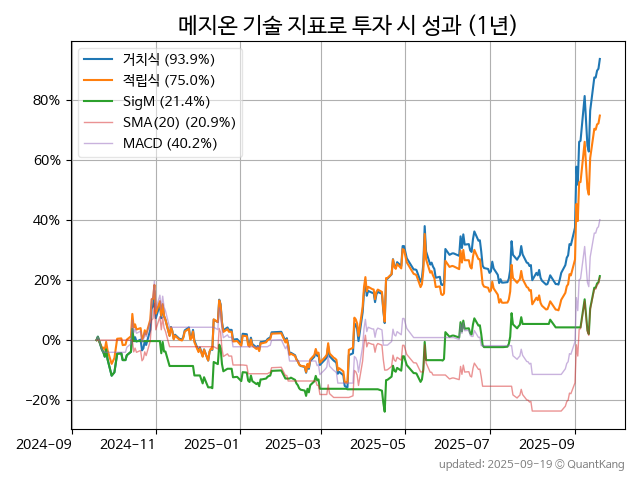 메지온 기술 지표로 투자 시 성과 (1년)
거치식 (93.9%)
적립식 (75.0%)
SigM (21.4%)
SMA(20) (20.9%)
MACD (40.2%)
80%
60%
40%
20%
0%
−20%
2024-09 2024-11 2025-01 2025-03 2025-05 2025-07 2025-09
updated: 2025-09-19 © QuantKang